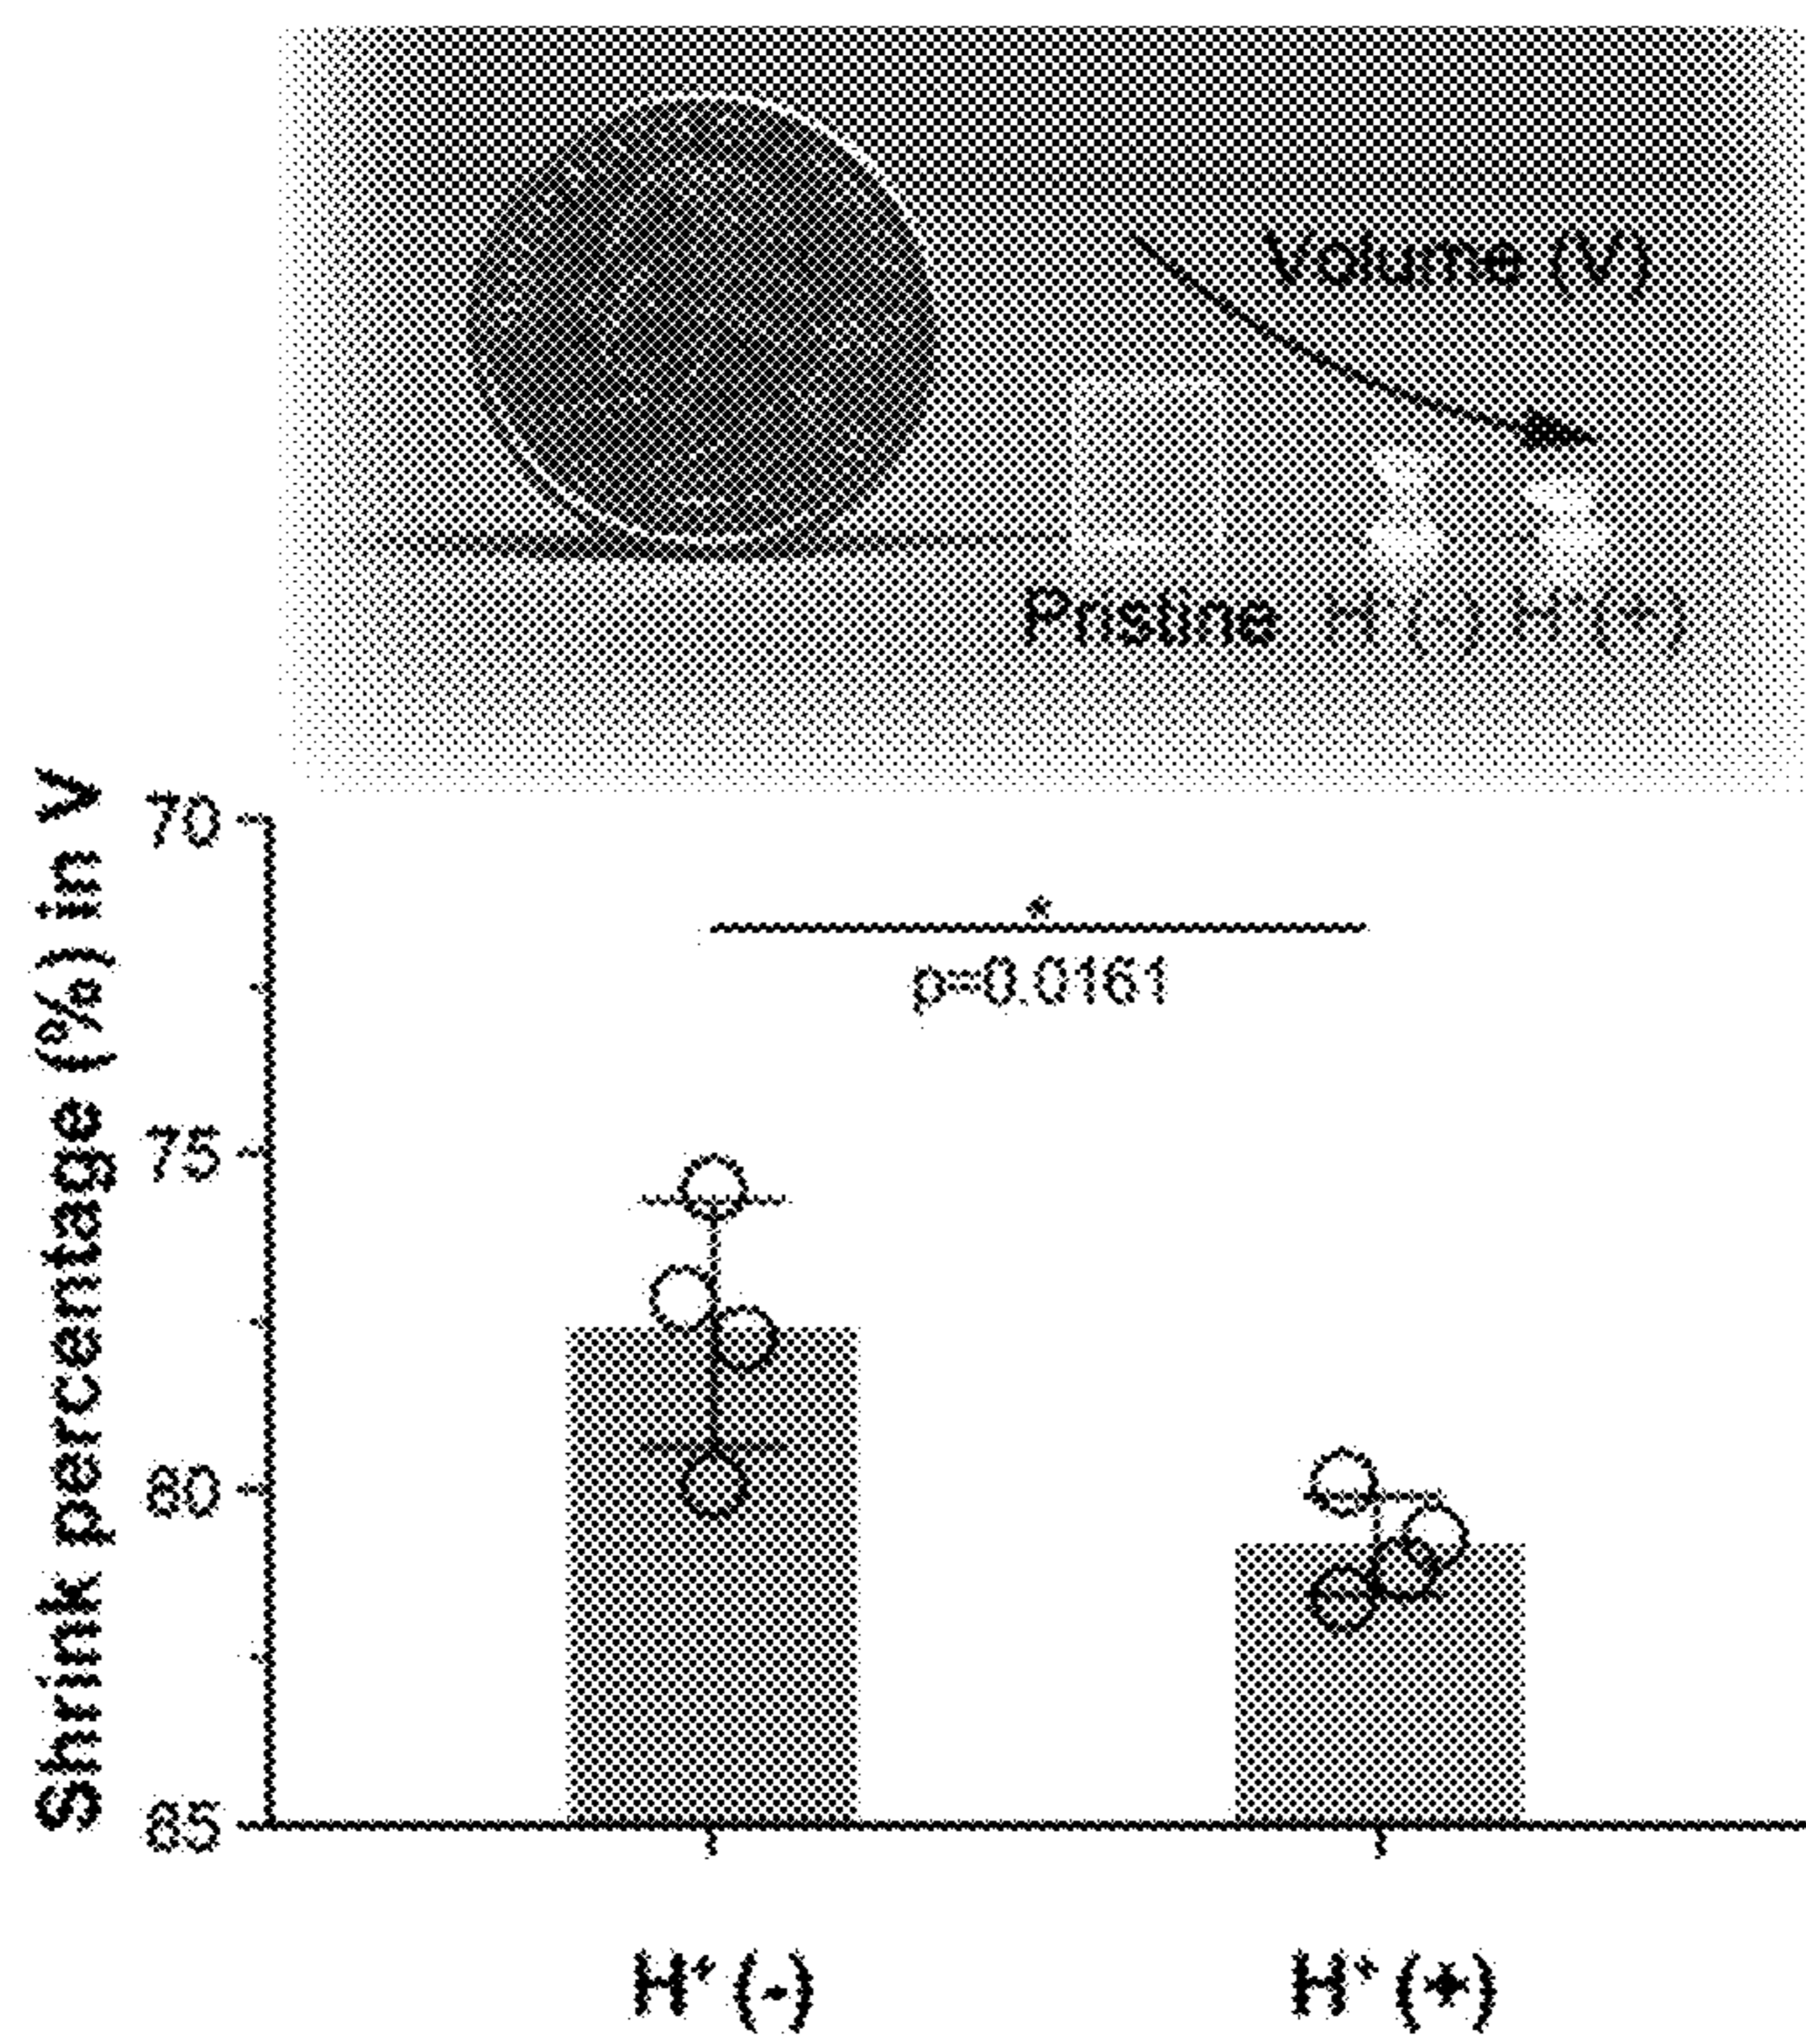 Volume (V)
Pristine H⁺(-) H⁺(+)
Shrink percentage (%) in V
70
75
80
85
*
p=0.0161
H⁺(-)
H⁺(+)